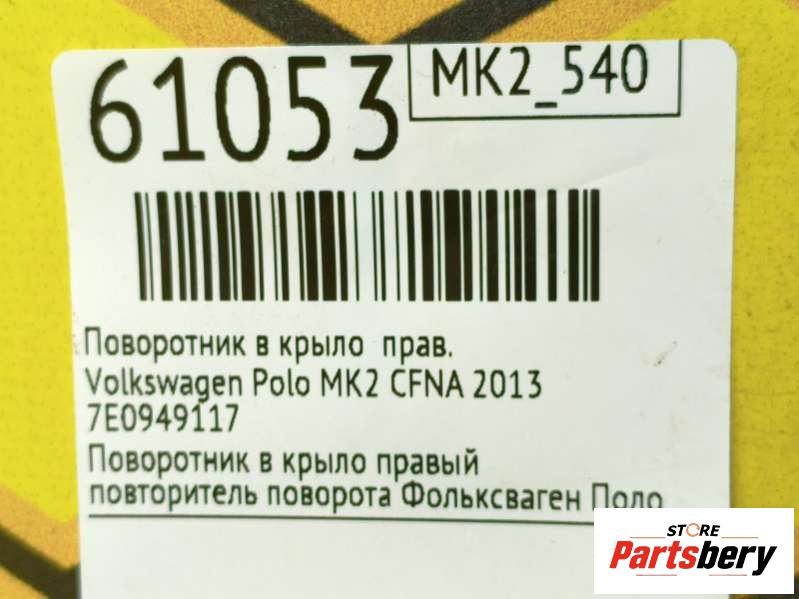 61053
MK2_540
Поворотник в крыло прав.
Volkswagen Polo MK2 CFNA 2013
7E0949117
Поворотник в крыло правый
повторитель поворота Фольксваген Поло
STORE
Partsbery